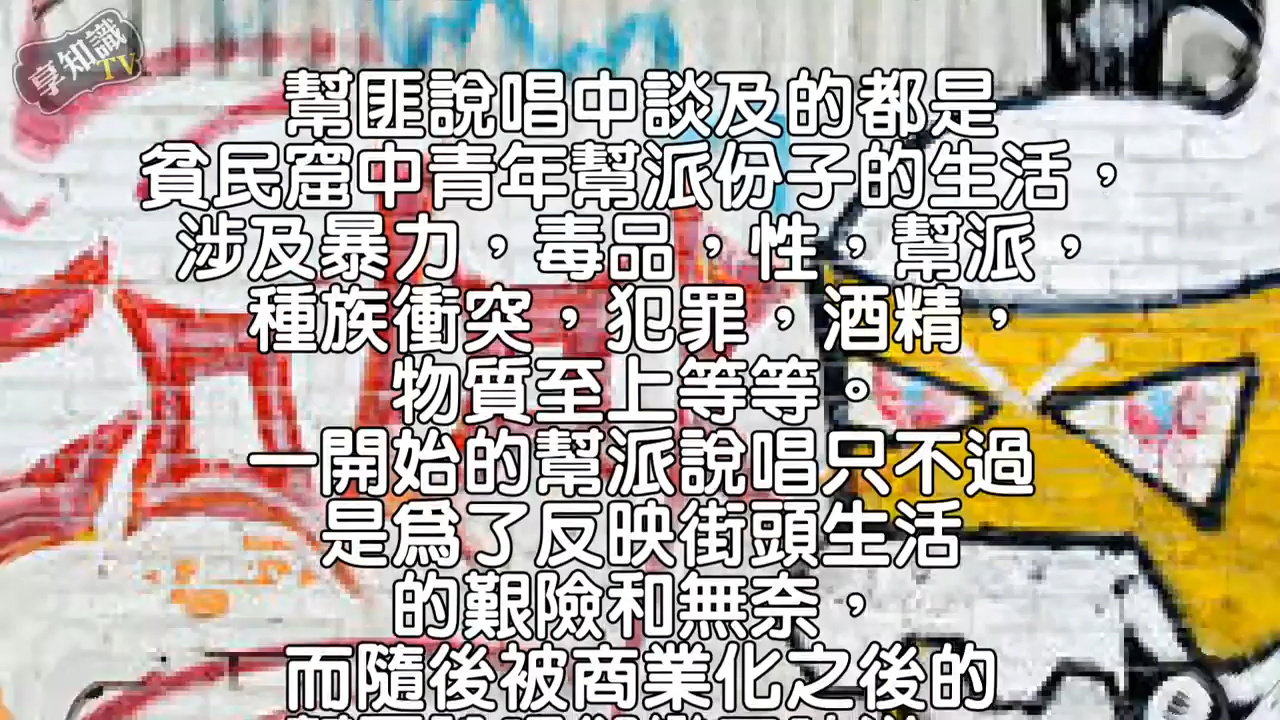 享知識
TV
幫匪說唱中談及的都是
貧民窟中青年幫派份子的生活，
涉及暴力，毒品，性，幫派，
種族衝突，犯罪，酒精，
物質至上等等。
一開始的幫派說唱只不過
是為了反映街頭生活
的艱險和無奈，
而隨後被商業化之後的